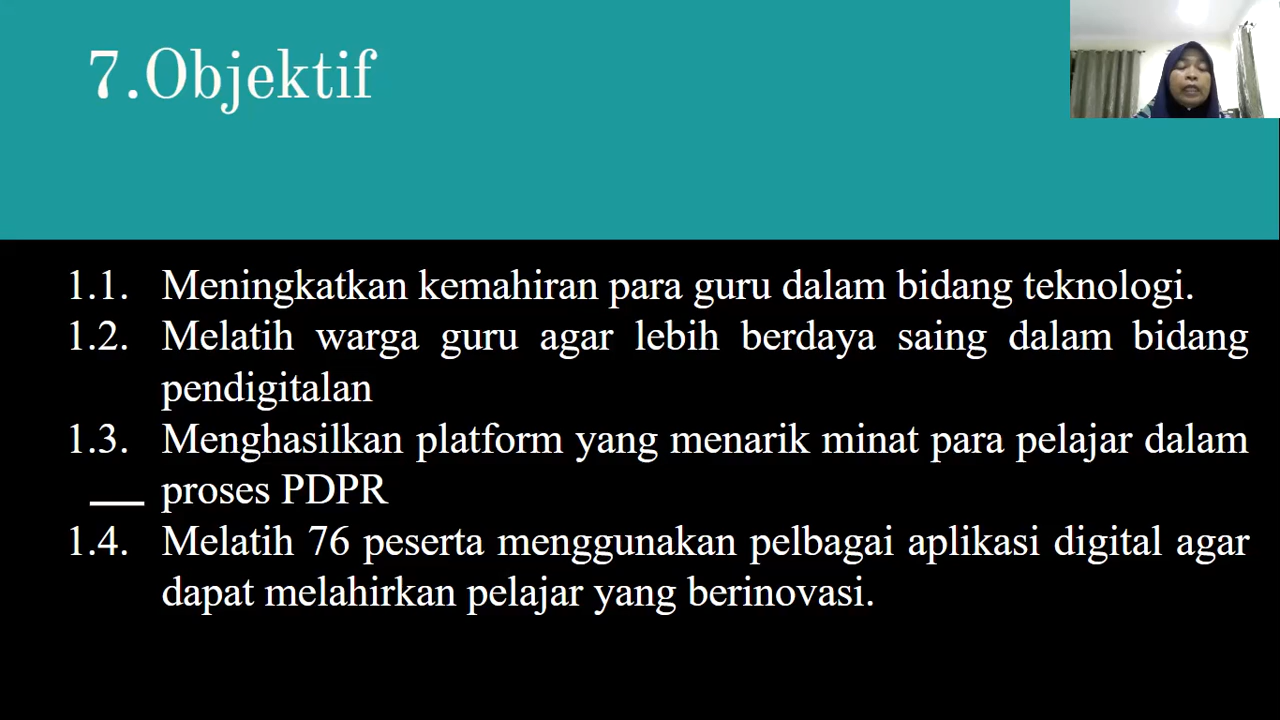 7.Objektif
1.1. Meningkatkan kemahiran para guru dalam bidang teknologi.
1.2. Melatih warga guru agar lebih berdaya saing dalam bidang
pendigitalan
1.3. Menghasilkan platform yang menarik minat para pelajar dalam
proses PDPR
1.4. Melatih 76 peserta menggunakan pelbagai aplikasi digital agar
dapat melahirkan pelajar yang berinovasi.